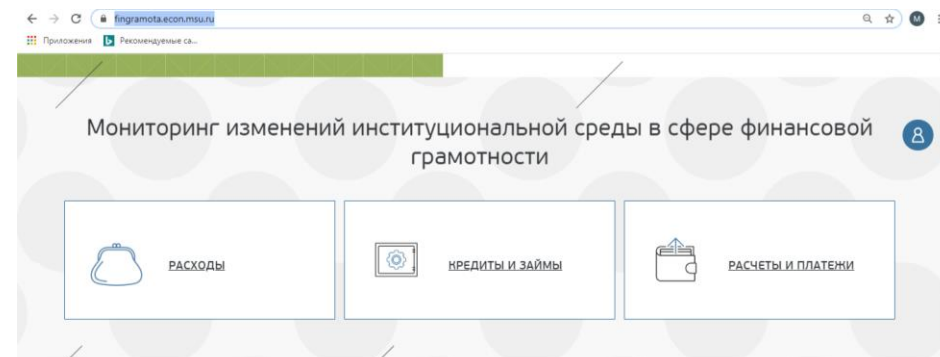 fingramota.econ.msu.ru
M
Приложения
Рекомендуемые са...
Мониторинг изменений институциональной среды в сфере финансовой
грамотности
РАСХОДЫ
КРЕДИТЫ И ЗАЙМЫ
РАСЧЕТЫ И ПЛАТЕЖИ